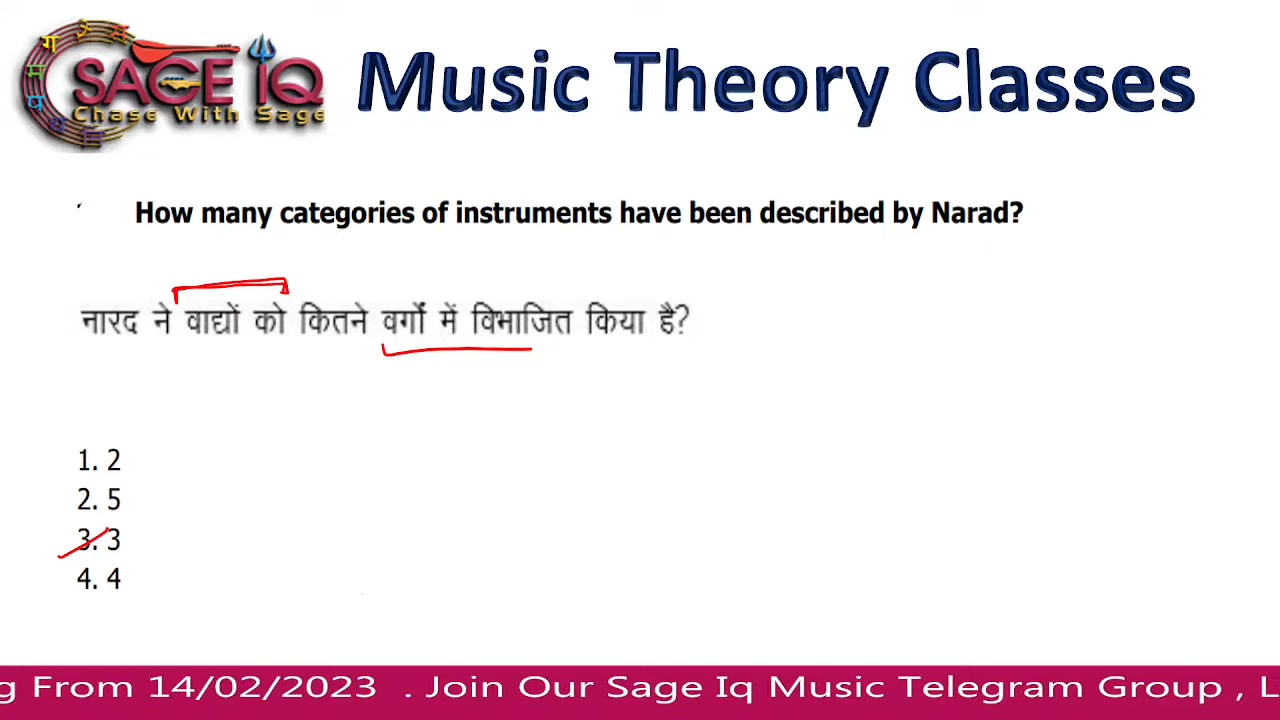 SAGE IQ
Chase With Sage
Music Theory Classes
How many categories of instruments have been described by Narad?
नारद ने वाद्यों को कितने वर्गों में विभाजित किया है?
1. 2
2. 5
3. 3
4. 4
g From 14/02/2023 . Join Our Sage Iq Music Telegram Group , L